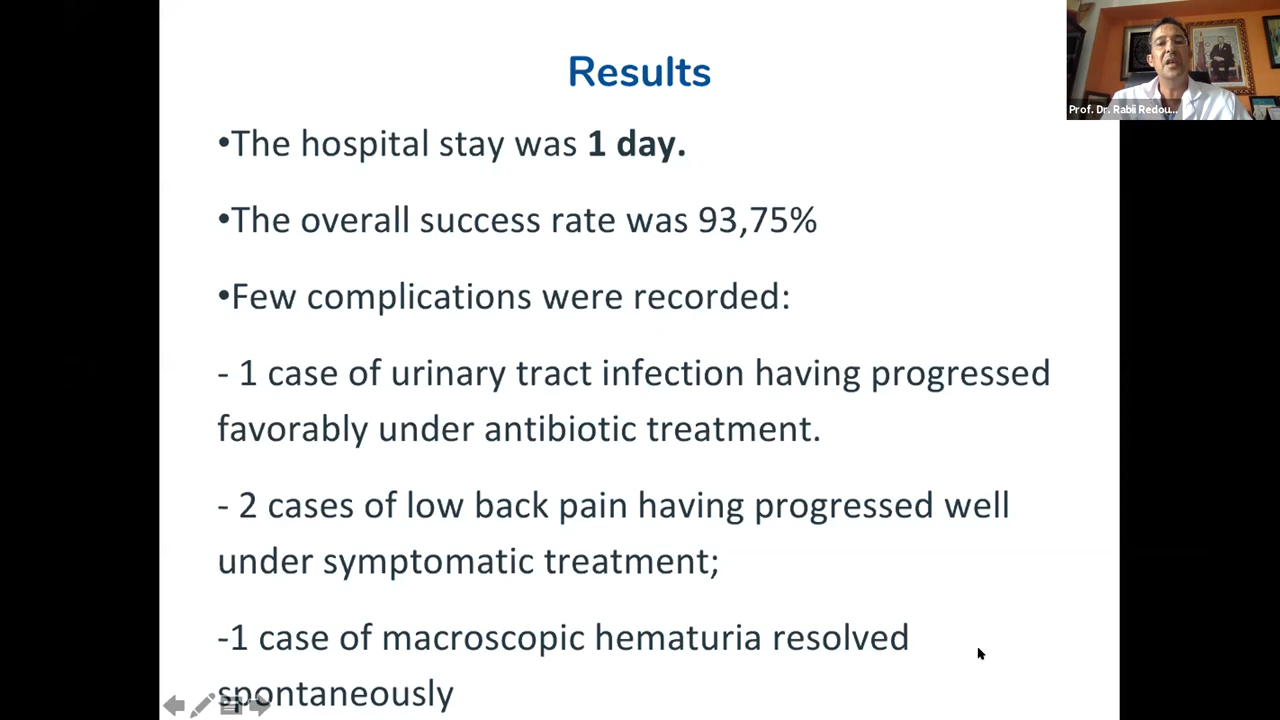 Results
•The hospital stay was 1 day.
•The overall success rate was 93,75%
•Few complications were recorded:
- 1 case of urinary tract infection having progressed
favorably under antibiotic treatment.
- 2 cases of low back pain having progressed well
under symptomatic treatment;
-1 case of macroscopic hematuria resolved
spontaneously
Prof. Dr. Rabii Redou...